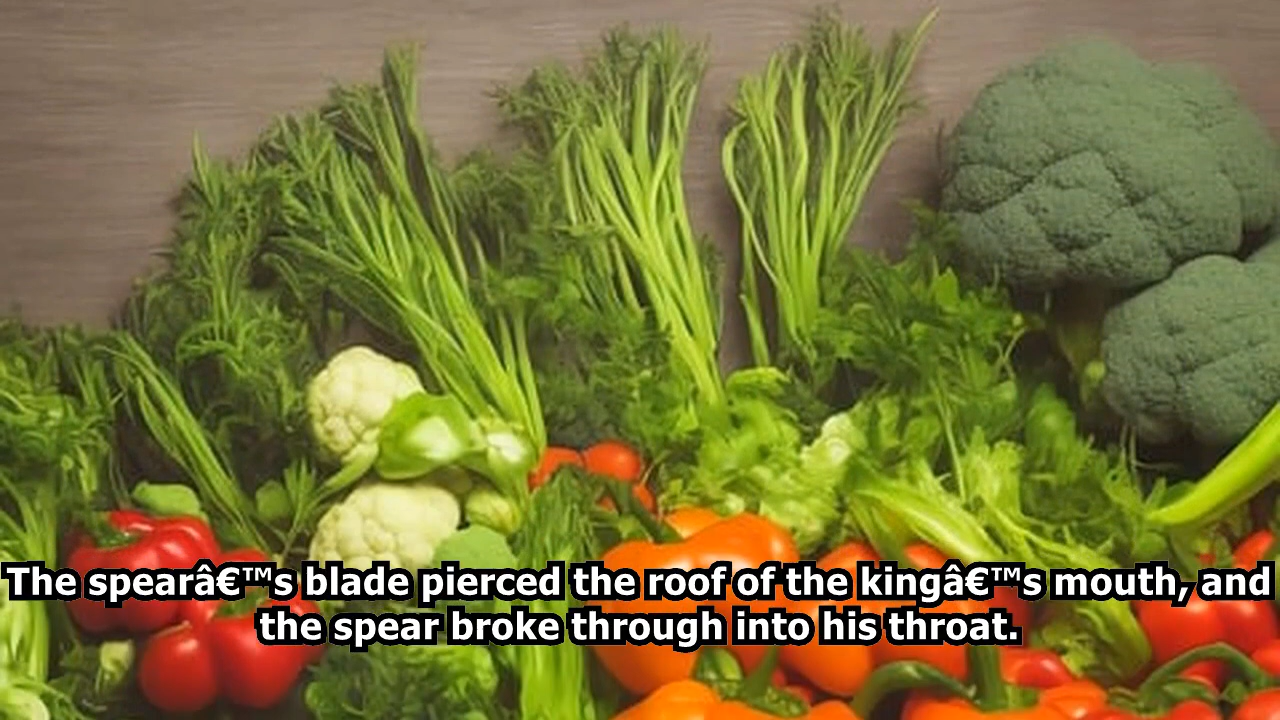 The spearâ€™s blade pierced the roof of the kingâ€™s mouth, and
the spear broke through into his throat.